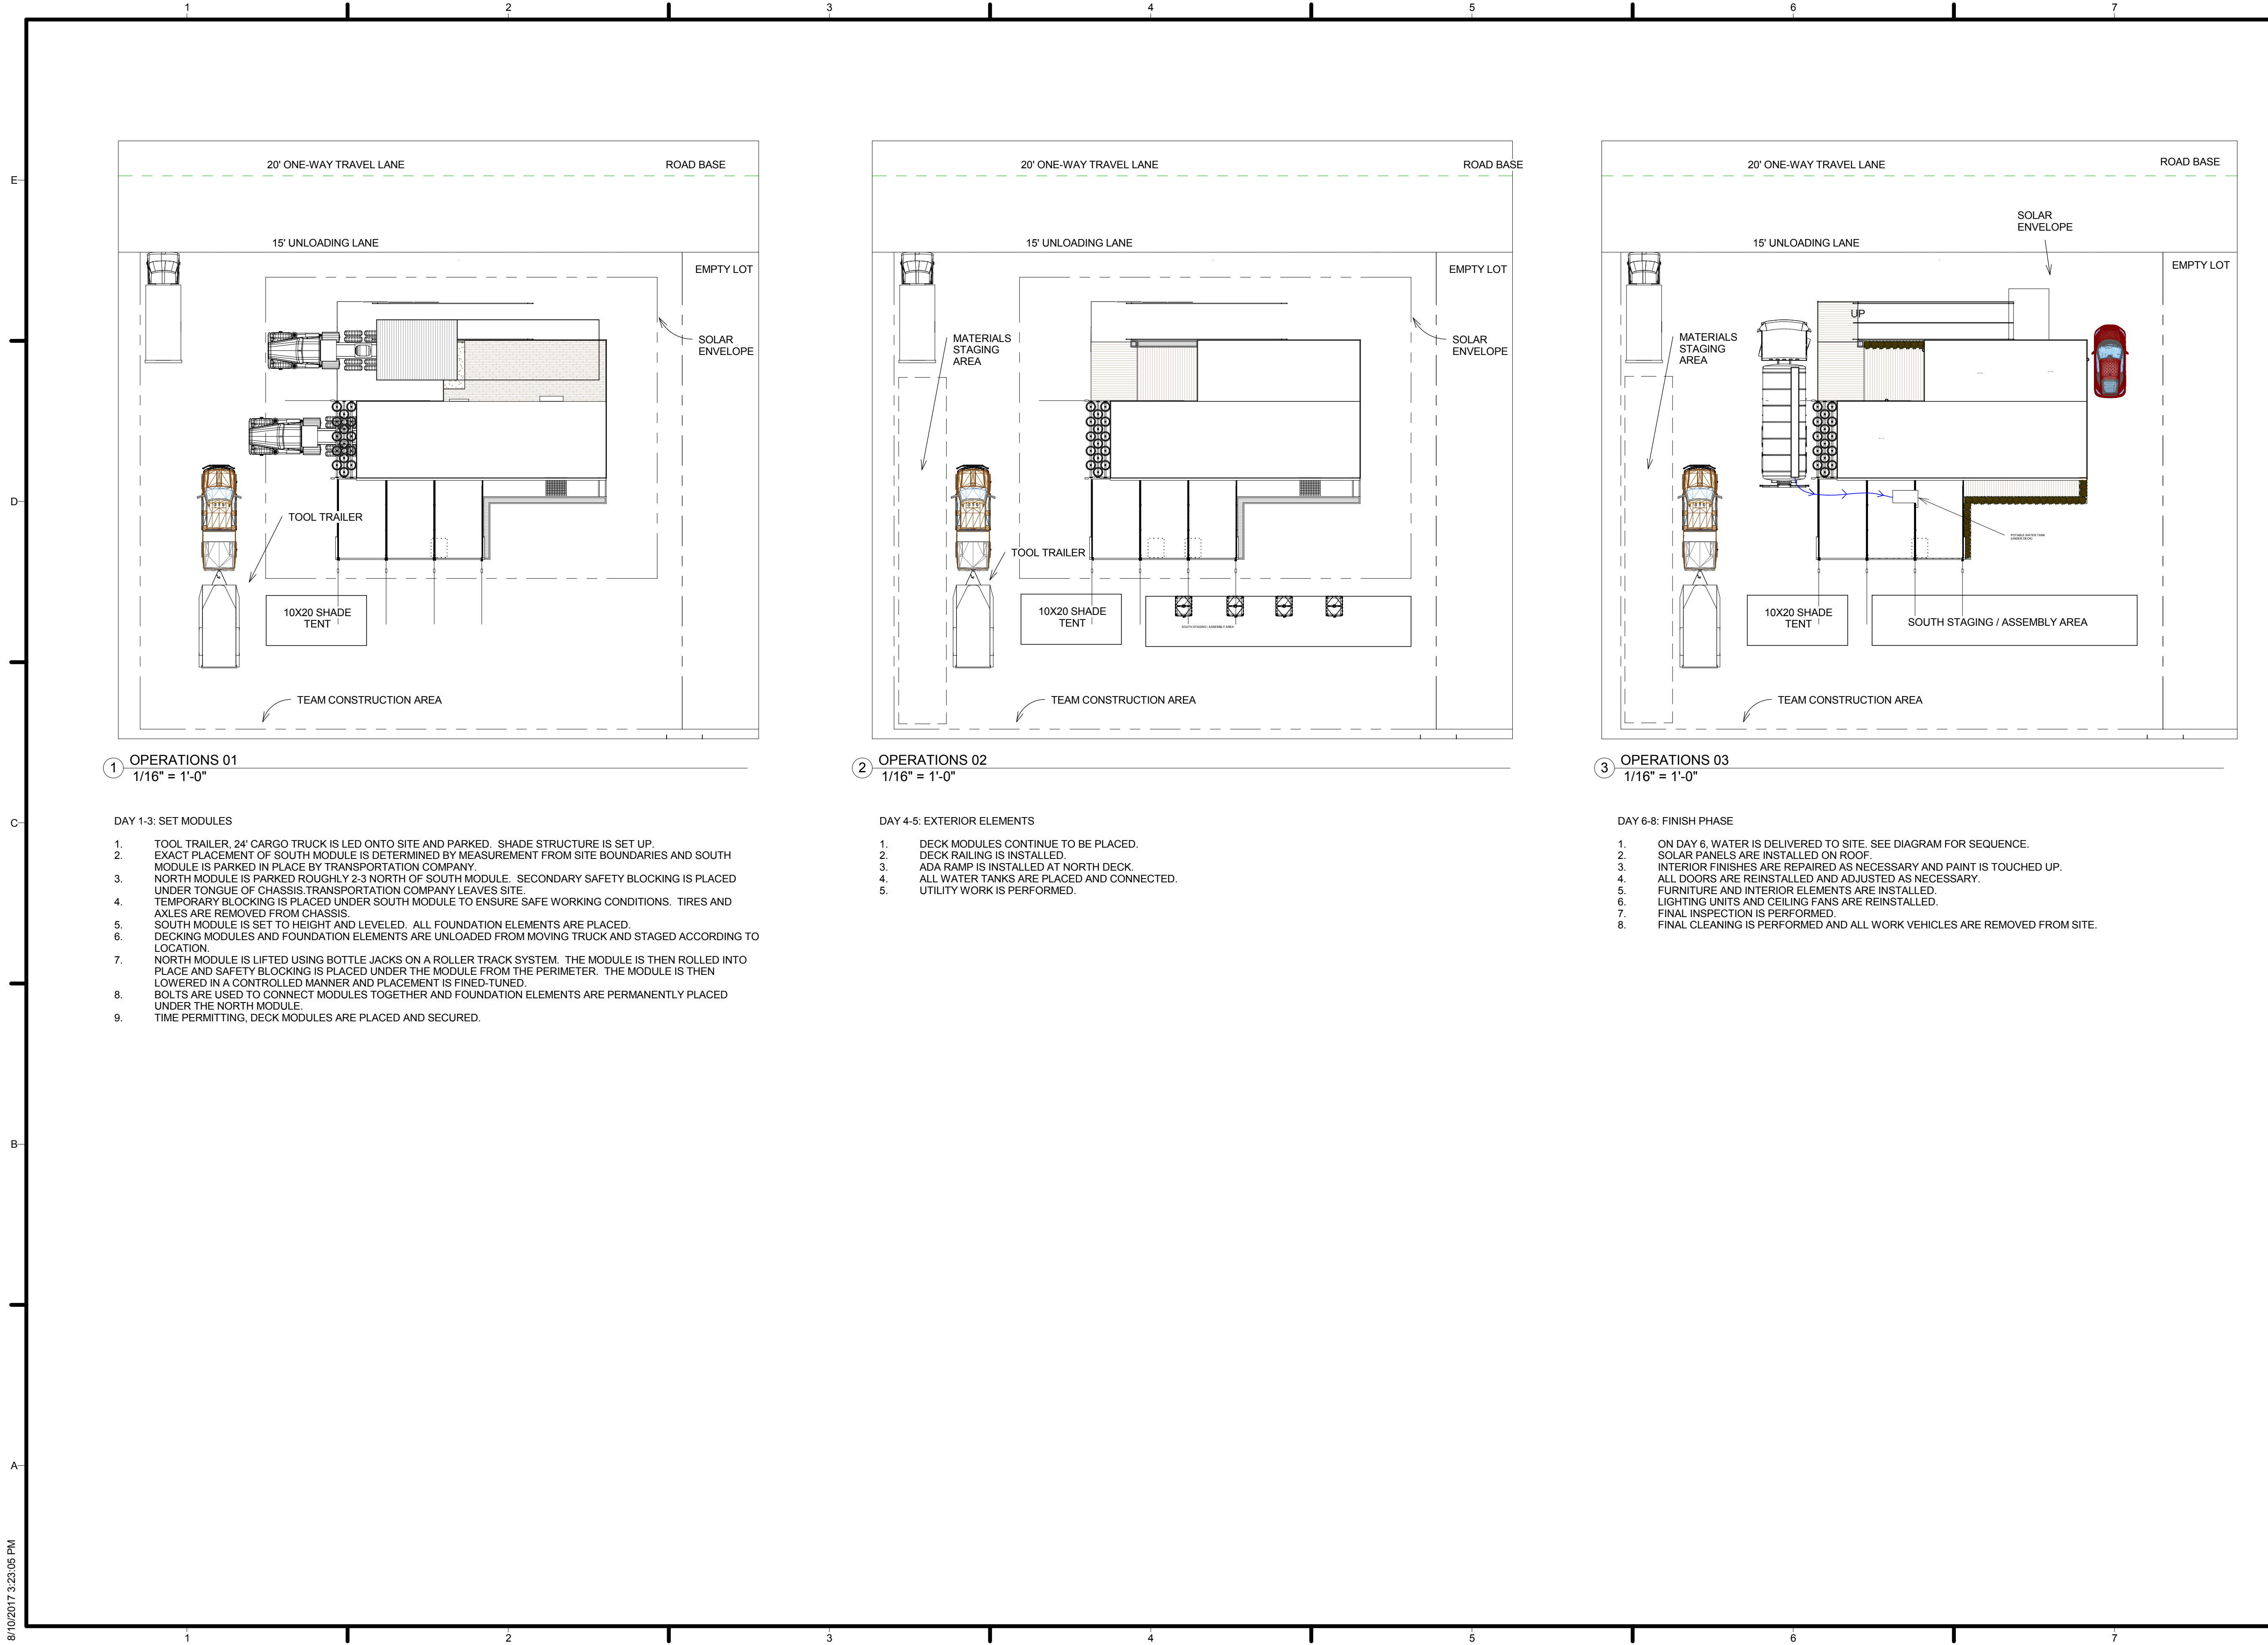 1 2 3 4 5 6 7
E
D
C
B
A
20' ONE-WAY TRAVEL LANE
ROAD BASE
15' UNLOADING LANE
EMPTY LOT
SOLAR
ENVELOPE
TOOL TRAILER
10X20 SHADE
TENT
TEAM CONSTRUCTION AREA
1 OPERATIONS 01
1/16" = 1'-0"
DAY 1-3: SET MODULES
1. TOOL TRAILER, 24' CARGO TRUCK IS LED ONTO SITE AND PARKED. SHADE STRUCTURE IS SET UP.
2. EXACT PLACEMENT OF SOUTH MODULE IS DETERMINED BY MEASUREMENT FROM SITE BOUNDARIES AND SOUTH
MODULE IS PARKED IN PLACE BY TRANSPORTATION COMPANY.
3. NORTH MODULE IS PARKED ROUGHLY 2-3 NORTH OF SOUTH MODULE. SECONDARY SAFETY BLOCKING IS PLACED
UNDER TONGUE OF CHASSIS.TRANSPORTATION COMPANY LEAVES SITE.
4. TEMPORARY BLOCKING IS PLACED UNDER SOUTH MODULE TO ENSURE SAFE WORKING CONDITIONS. TIRES AND
AXLES ARE REMOVED FROM CHASSIS.
5. SOUTH MODULE IS SET TO HEIGHT AND LEVELED. ALL FOUNDATION ELEMENTS ARE PLACED.
6. DECKING MODULES AND FOUNDATION ELEMENTS ARE UNLOADED FROM MOVING TRUCK AND STAGED ACCORDING TO
LOCATION.
7. NORTH MODULE IS LIFTED USING BOTTLE JACKS ON A ROLLER TRACK SYSTEM. THE MODULE IS THEN ROLLED INTO
PLACE AND SAFETY BLOCKING IS PLACED UNDER THE MODULE FROM THE PERIMETER. THE MODULE IS THEN
LOWERED IN A CONTROLLED MANNER AND PLACEMENT IS FINED-TUNED.
8. BOLTS ARE USED TO CONNECT MODULES TOGETHER AND FOUNDATION ELEMENTS ARE PERMANENTLY PLACED
UNDER THE NORTH MODULE.
9. TIME PERMITTING, DECK MODULES ARE PLACED AND SECURED.
20' ONE-WAY TRAVEL LANE
ROAD BASE
15' UNLOADING LANE
EMPTY LOT
MATERIALS
STAGING
AREA
SOLAR
ENVELOPE
TOOL TRAILER
10X20 SHADE
TENT
SOUTH STAGING / ASSEMBLY AREA
TEAM CONSTRUCTION AREA
2 OPERATIONS 02
1/16" = 1'-0"
DAY 4-5: EXTERIOR ELEMENTS
1. DECK MODULES CONTINUE TO BE PLACED.
2. DECK RAILING IS INSTALLED.
3. ADA RAMP IS INSTALLED AT NORTH DECK.
4. ALL WATER TANKS ARE PLACED AND CONNECTED.
5. UTILITY WORK IS PERFORMED.
20' ONE-WAY TRAVEL LANE
ROAD BASE
SOLAR
ENVELOPE
15' UNLOADING LANE
EMPTY LOT
UP
MATERIALS
STAGING
AREA
POTABLE WATER TANK
(UNDER DECK)
10X20 SHADE
TENT
SOUTH STAGING / ASSEMBLY AREA
TEAM CONSTRUCTION AREA
3 OPERATIONS 03
1/16" = 1'-0"
DAY 6-8: FINISH PHASE
1. ON DAY 6, WATER IS DELIVERED TO SITE. SEE DIAGRAM FOR SEQUENCE.
2. SOLAR PANELS ARE INSTALLED ON ROOF.
3. INTERIOR FINISHES ARE REPAIRED AS NECESSARY AND PAINT IS TOUCHED UP.
4. ALL DOORS ARE REINSTALLED AND ADJUSTED AS NECESSARY.
5. FURNITURE AND INTERIOR ELEMENTS ARE INSTALLED.
6. LIGHTING UNITS AND CEILING FANS ARE REINSTALLED.
7. FINAL INSPECTION IS PERFORMED.
8. FINAL CLEANING IS PERFORMED AND ALL WORK VEHICLES ARE REMOVED FROM SITE.
8/10/2017 3:23:05 PM
1 2 3 4 5 6 7